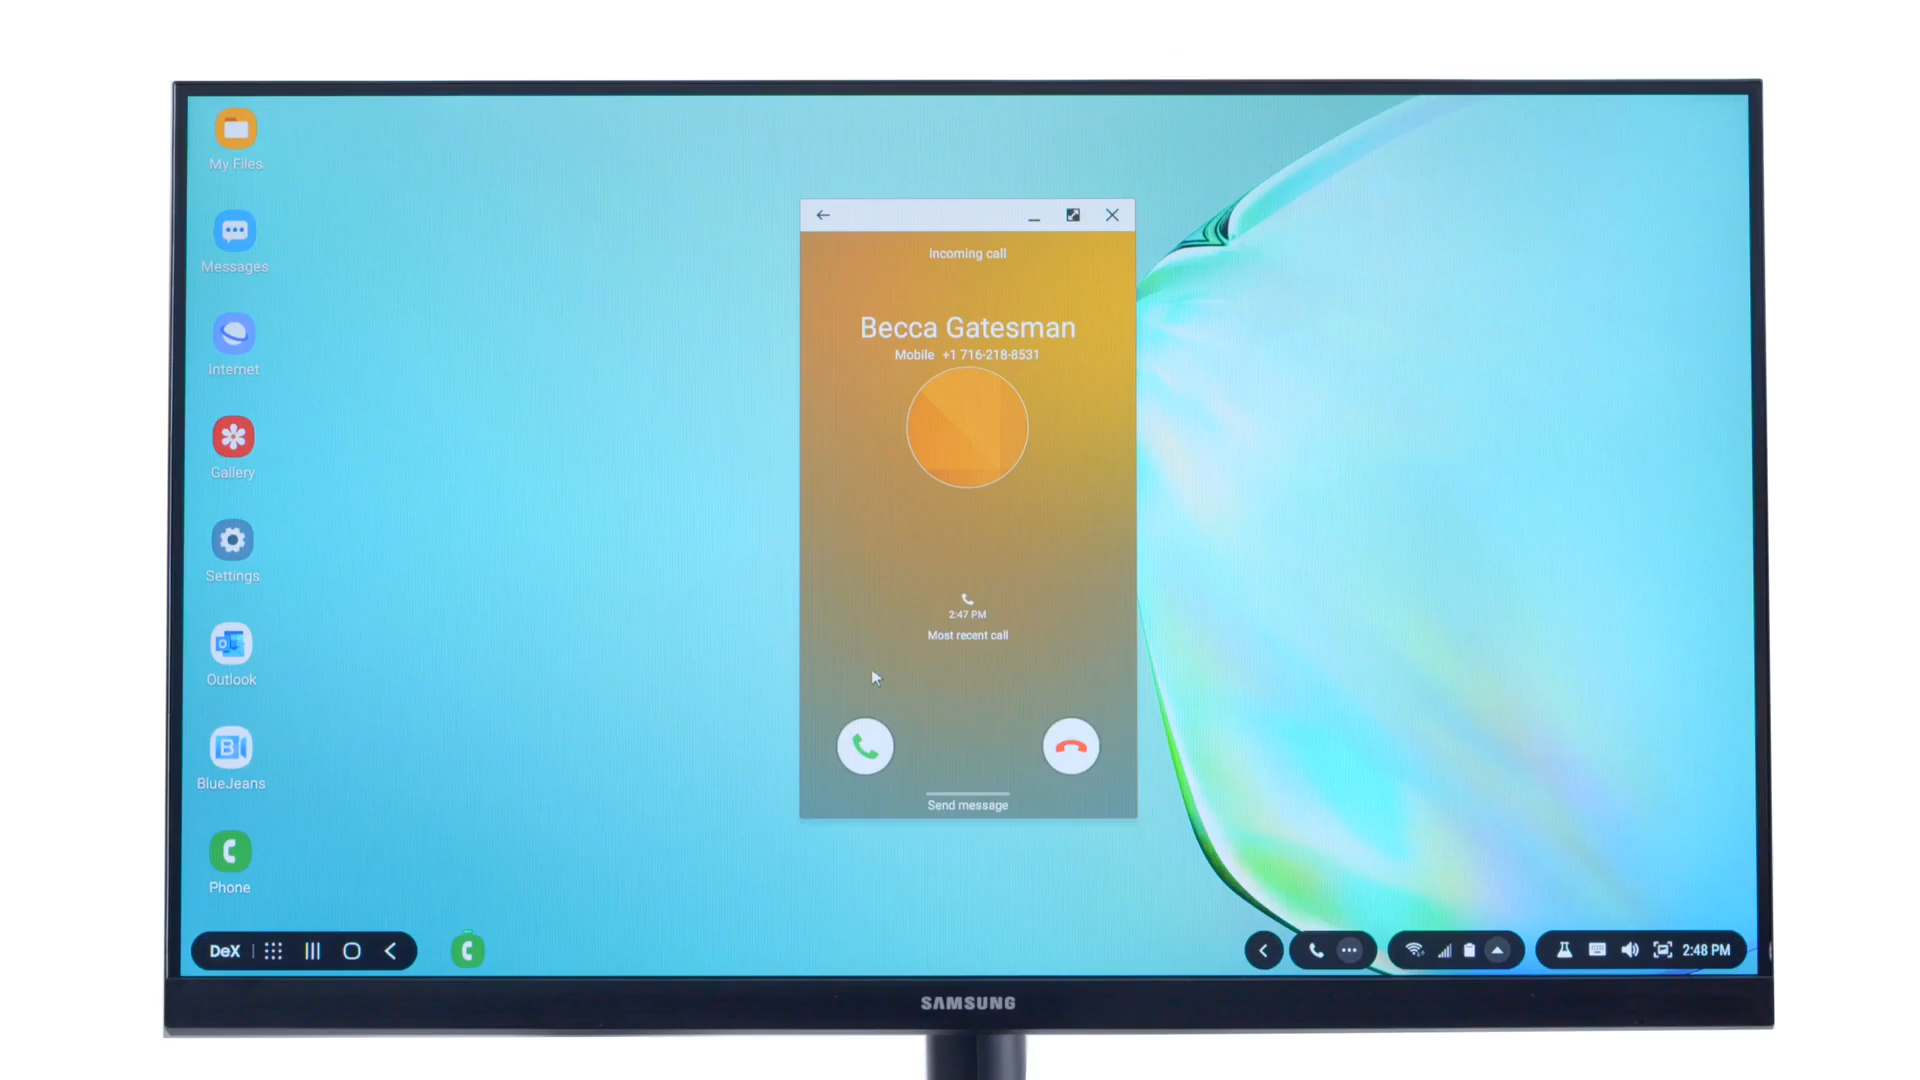 My Files
Messages
Internet
Gallery
Settings
Outlook
BlueJeans
Phone
Incoming call
Becca Gatesman
Mobile +1 716-218-8531
2:47 PM
Most recent call
Send message
DeX
2:48 PM
SAMSUNG